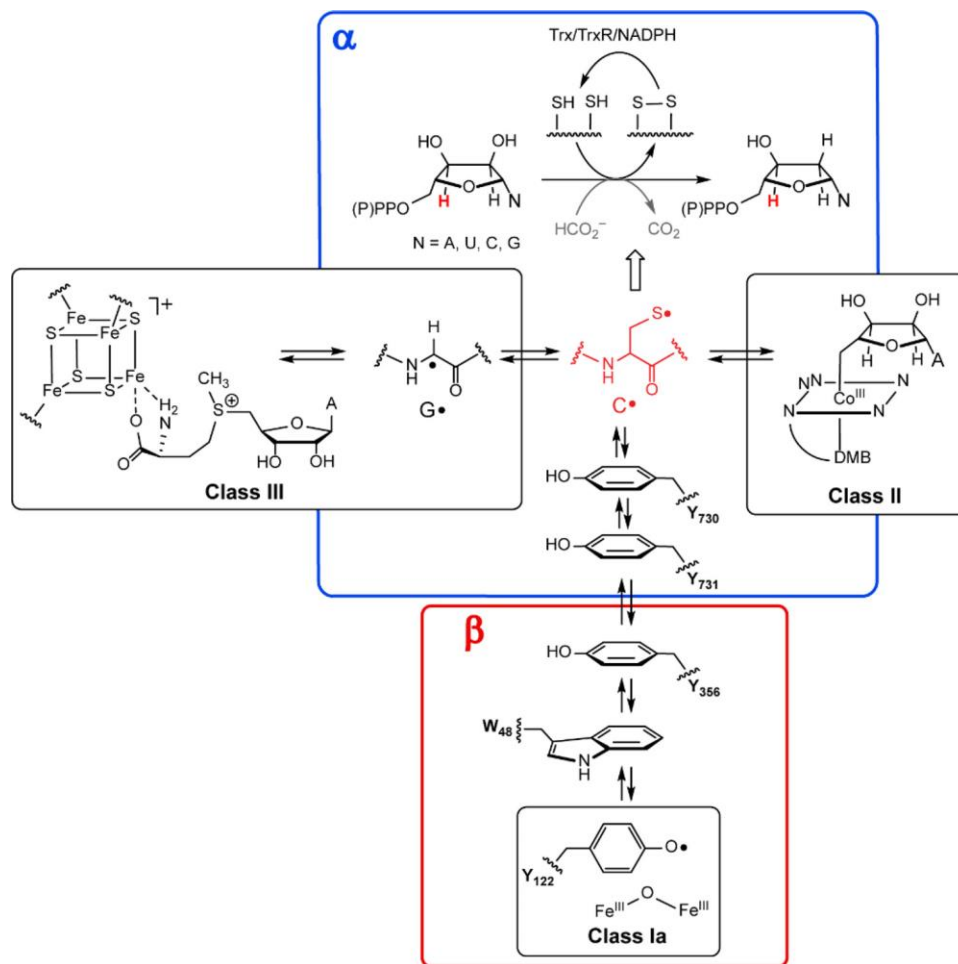 α
Trx/TrxR/NADPH
SH SH S S
HO OH
O
(P)PPO H H N
HO H
O
(P)PPO H H N
HCO₂⁻ CO₂
N = A, U, C, G
Fe S ]⁺
S Fe
S Fe
Fe S
O H₂
N
O
CH₃
S⊕
A
O
HO OH
Class III
H
N
H
O
G•
S•
N
H
O
C•
HO OH
O
H H
A
N N
Coᴵᴵᴵ
N N
DMB
Class II
HO
Y₇₃₀
HO
Y₇₃₁
β
HO
Y₃₅₆
W₄₈
N
H
O•
Y₁₂₂
O
Feᴵᴵᴵ Feᴵᴵᴵ
Class Ia